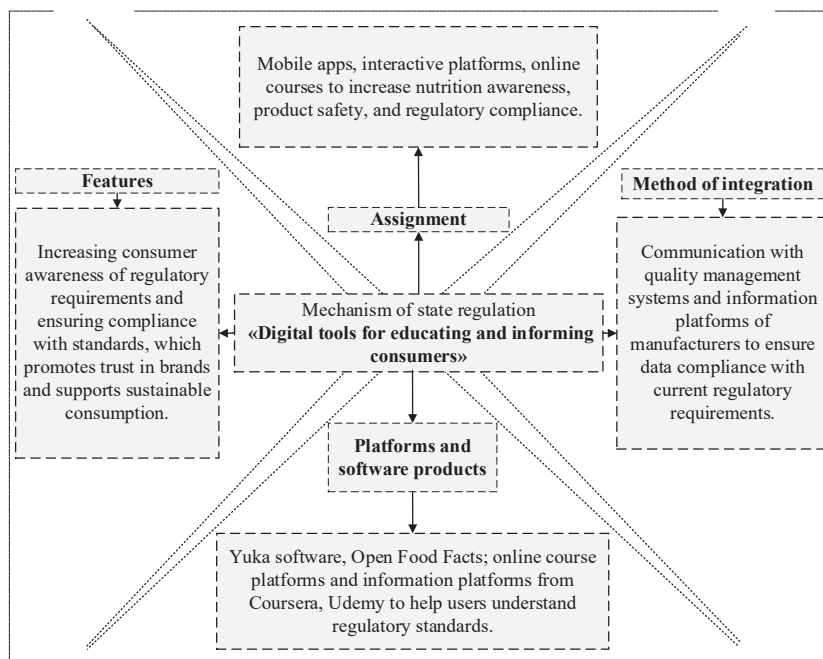 Mobile apps, interactive platforms, online
courses to increase nutrition awareness,
product safety, and regulatory compliance.
Features
Assignment
Method of integration
Increasing consumer
awareness of regulatory
requirements and
ensuring compliance
with standards, which
promotes trust in brands
and supports sustainable
consumption.
Mechanism of state regulation
«Digital tools for educating and informing
consumers»
Communication with
quality management
systems and information
platforms of
manufacturers to ensure
data compliance with
current regulatory
requirements.
Platforms and
software products
Yuka software, Open Food Facts; online course
platforms and information platforms from
Coursera, Udemy to help users understand
regulatory standards.